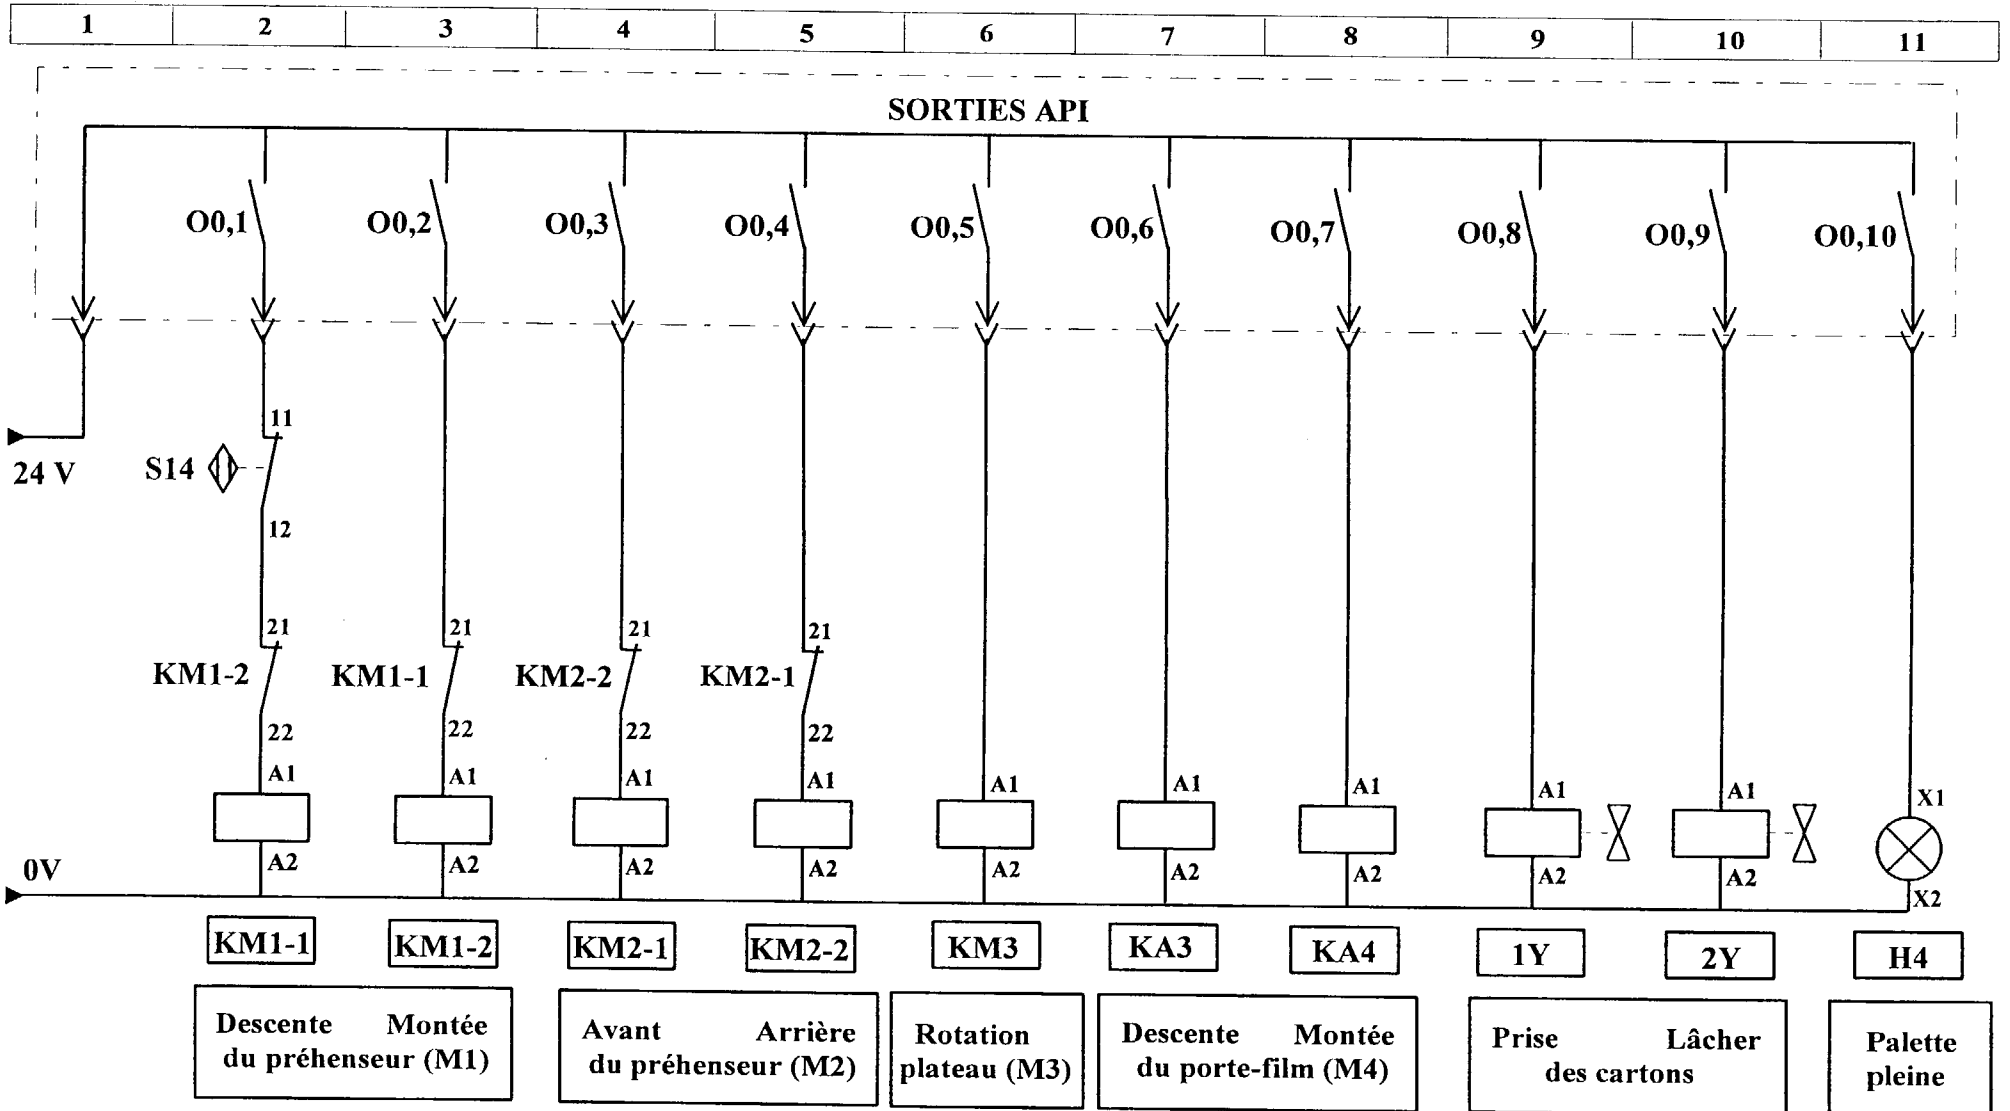 1 2 3 4 5 6 7 8 9 10 11
SORTIES API
O0,1 O0,2 O0,3 O0,4 O0,5 O0,6 O0,7 O0,8 O0,9 O0,10
11
24 V S14
12
21 21 21 21
KM1-2 KM1-1 KM2-2 KM2-1
22 22 22 22
A1 A1 A1 A1 A1 A1 A1 A1 A1 X1
0V A2 A2 A2 A2 A2 A2 A2 A2 A2 X2
KM1-1 KM1-2 KM2-1 KM2-2 KM3 KA3 KA4 1Y 2Y H4
Descente Montée
du préhenseur (M1)
Avant Arrière
du préhenseur (M2)
Rotation
plateau (M3)
Descente Montée
du porte-film (M4)
Prise Lâcher
des cartons
Palette
pleine